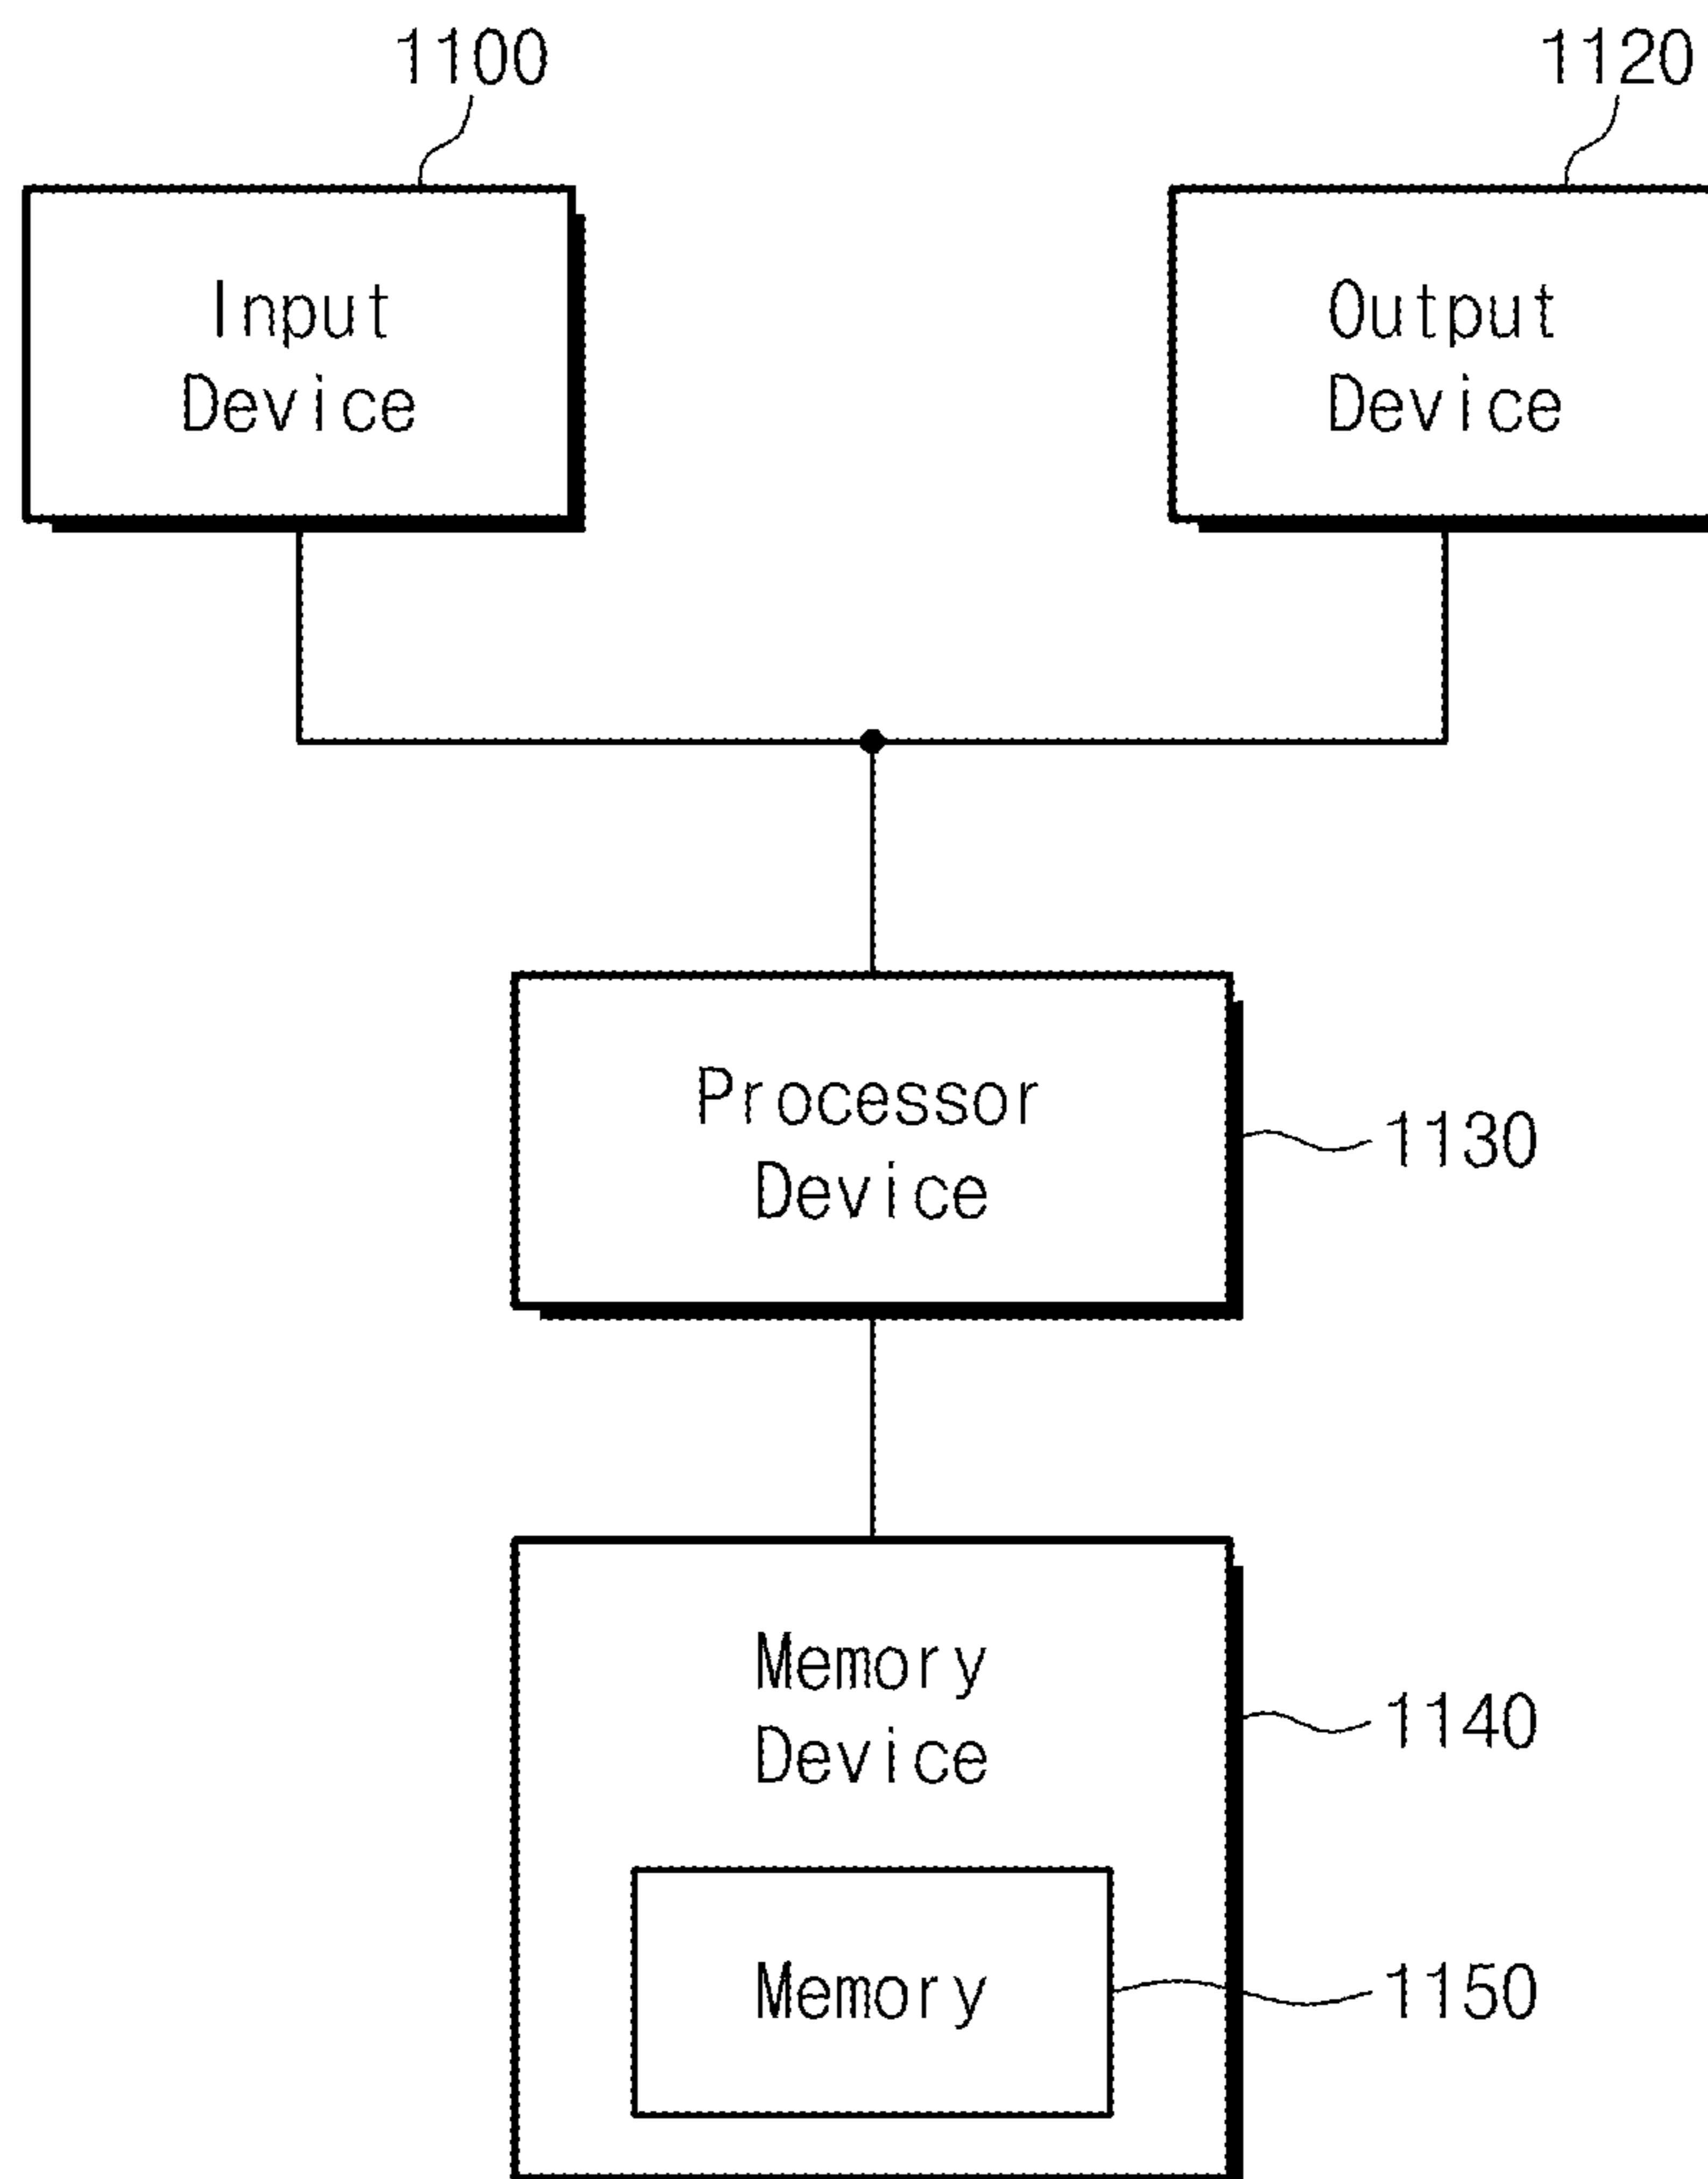 1100
1120
Input
Device
Output
Device
Processor
Device
1130
Memory
Device
1140
Memory
1150